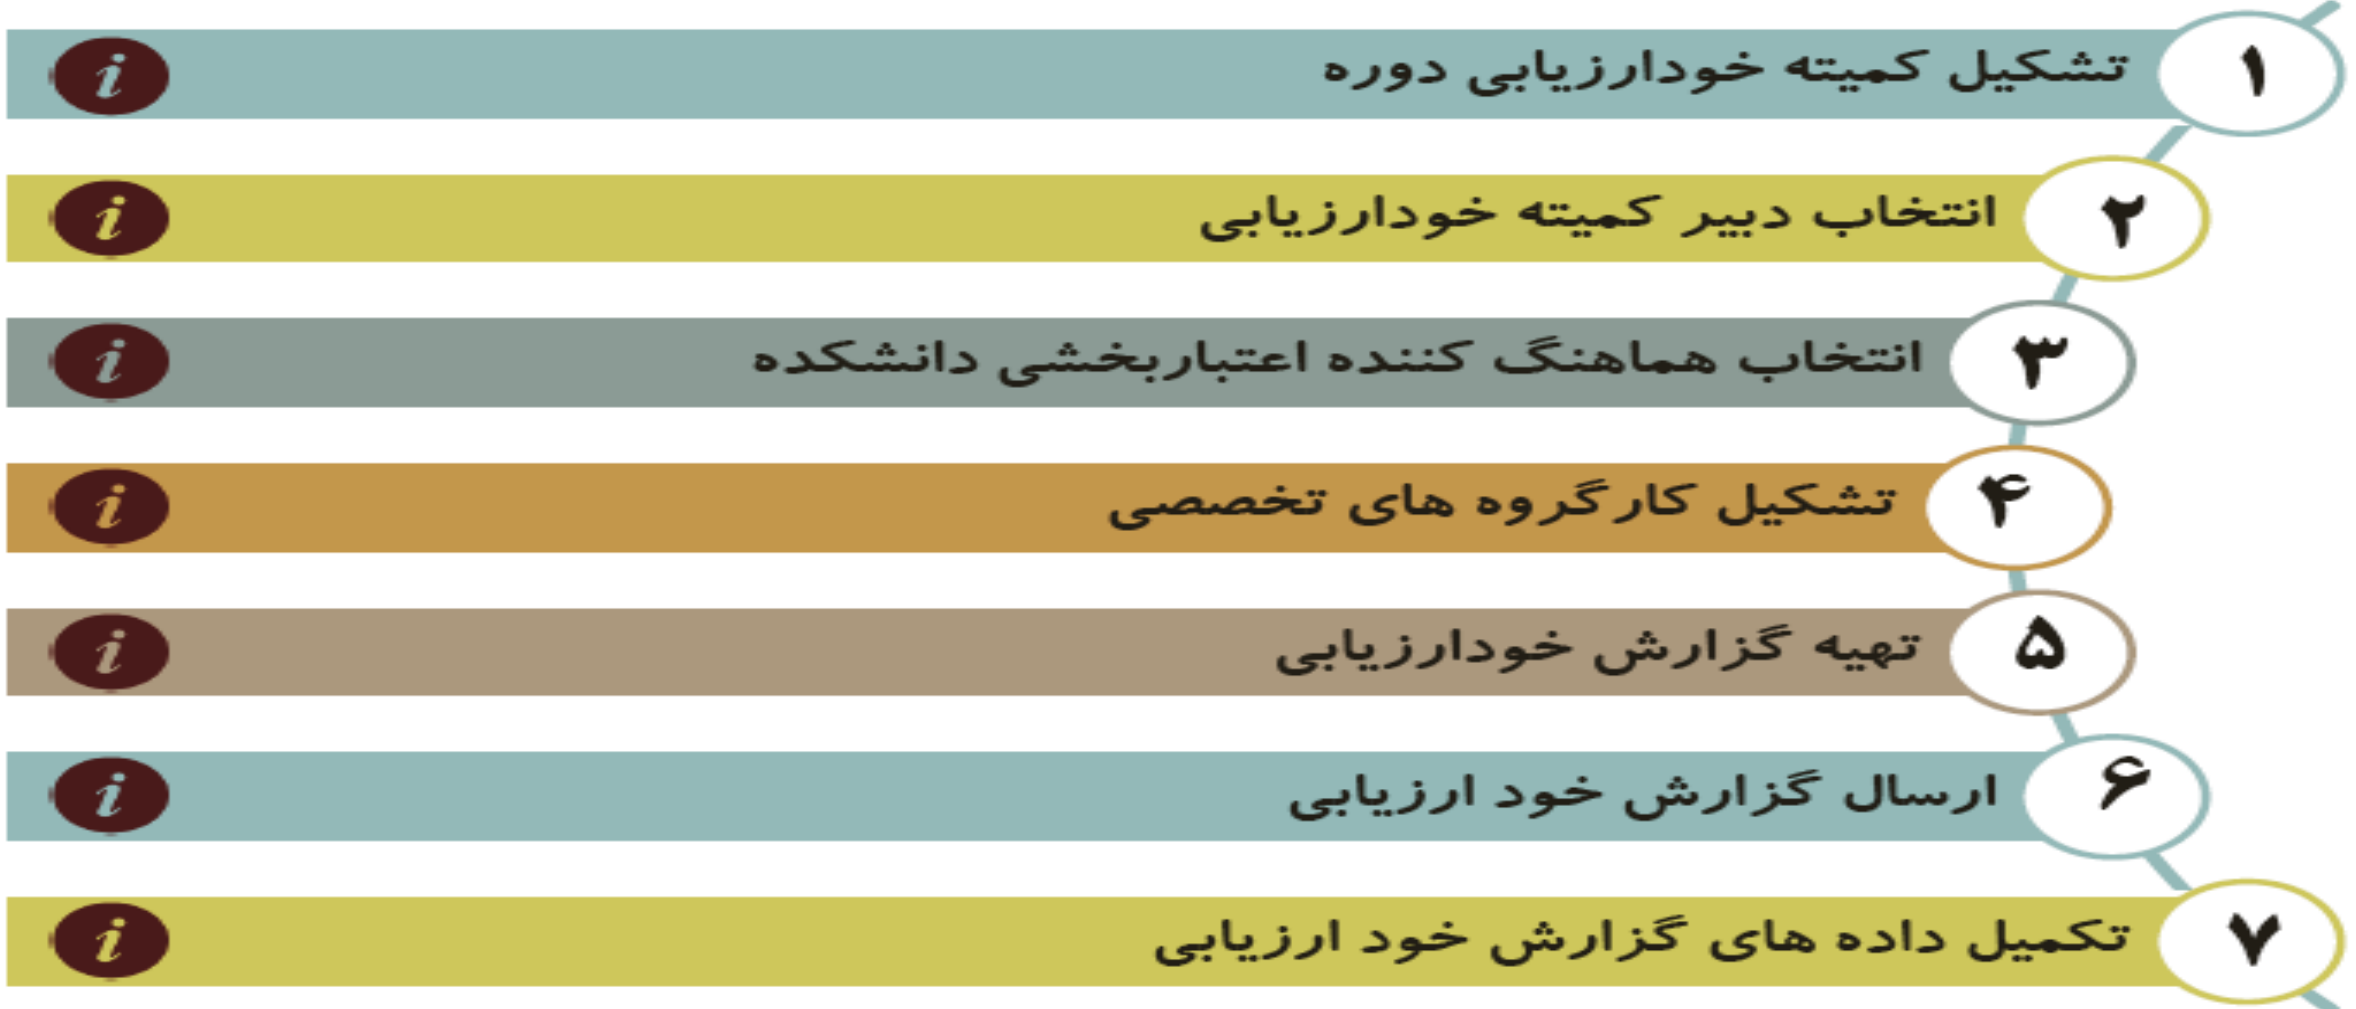 ۱ تشکیل کمیته خودارزیابی دوره i
۲ انتخاب دبیر کمیته خودارزیابی i
۳ انتخاب هماهنگ کننده اعتباربخشی دانشکده i
۴ تشکیل کارگروه های تخصصی i
۵ تهیه گزارش خودارزیابی i
۶ ارسال گزارش خود ارزیابی i
۷ تکمیل داده های گزارش خود ارزیابی i